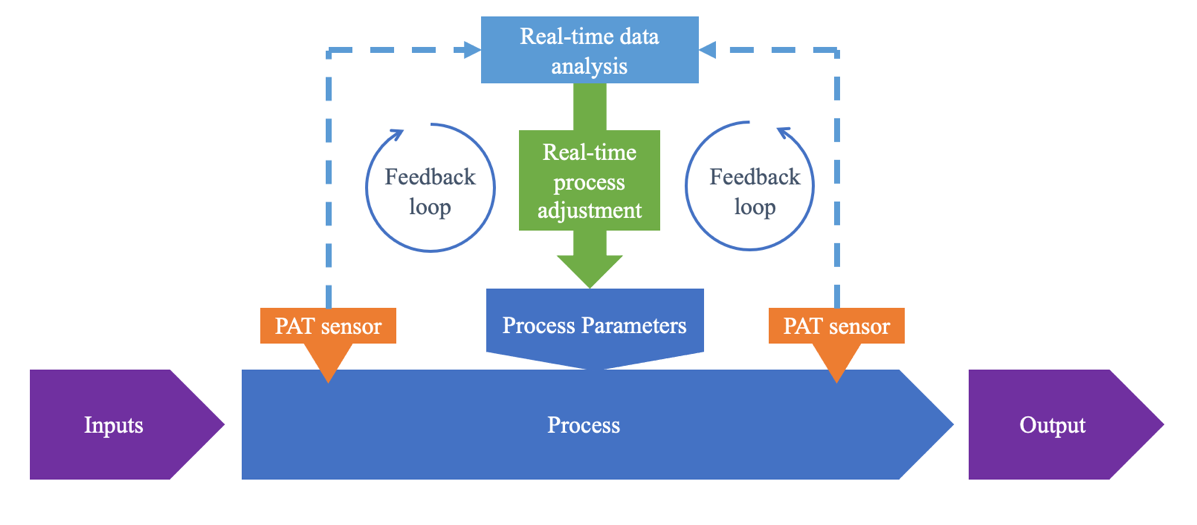 Real-time data
analysis
Real-time
process
adjustment
Feedback
loop
Feedback
loop
PAT sensor
Process Parameters
PAT sensor
Inputs
Process
Output